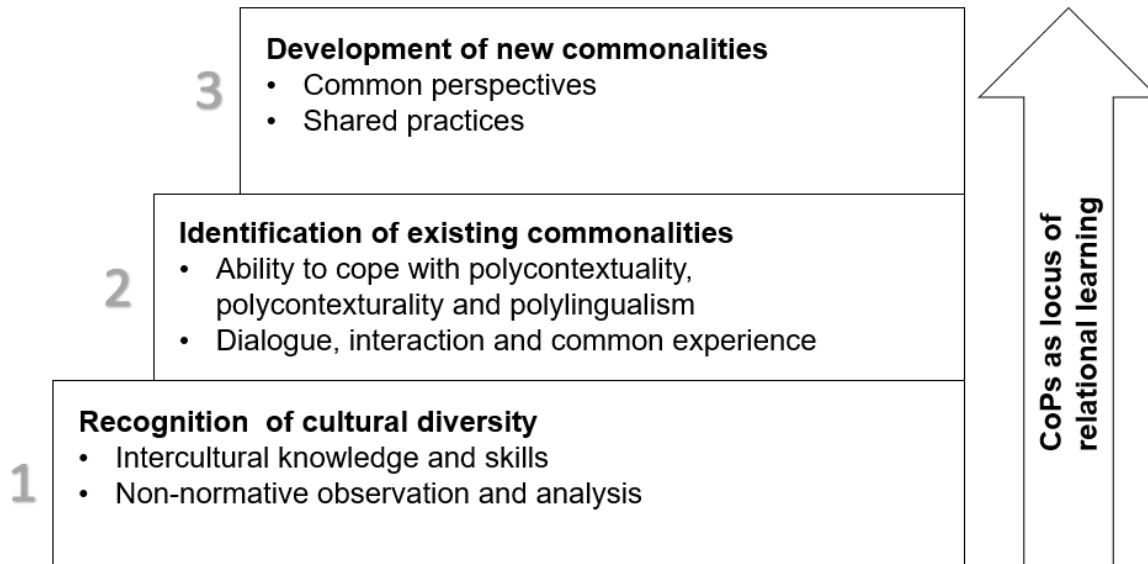 3
Development of new commonalities
• Common perspectives
• Shared practices
2
Identification of existing commonalities
• Ability to cope with polycontextuality,
polycontexturality and polylingualism
• Dialogue, interaction and common experience
1
Recognition of cultural diversity
• Intercultural knowledge and skills
• Non-normative observation and analysis
CoPs as locus of
relational learning